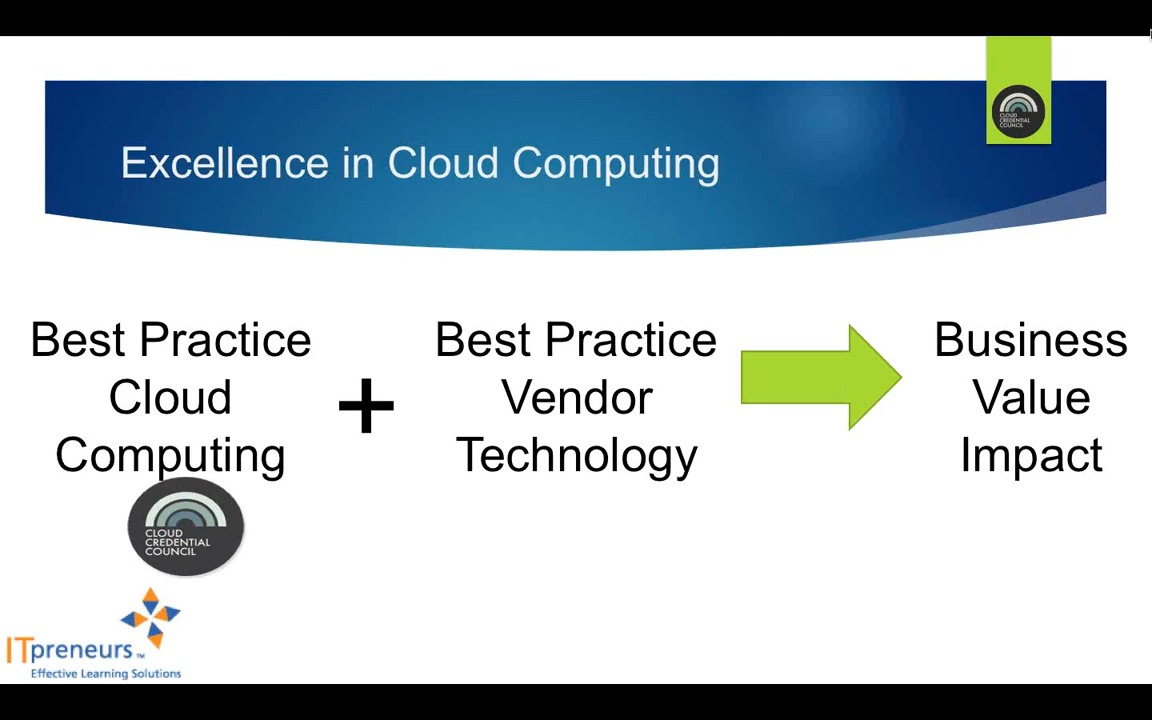 CLOUD
CREDENTIAL
COUNCIL
Excellence in Cloud Computing
Best Practice
Cloud
Computing
+
Best Practice
Vendor
Technology
Business
Value
Impact
CLOUD
CREDENTIAL
COUNCIL
ITpreneurs™
Effective Learning Solutions